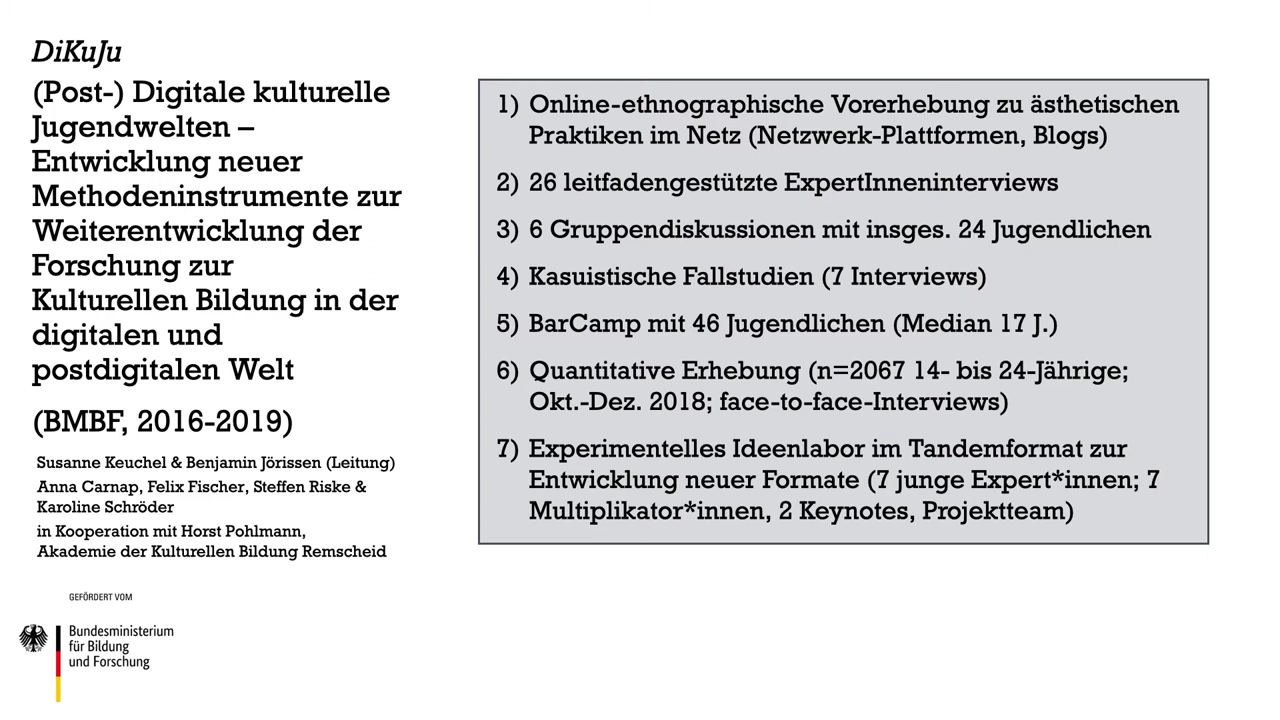 DiKuJu
(Post-) Digitale kulturelle
Jugendwelten –
Entwicklung neuer
Methodeninstrumente zur
Weiterentwicklung der
Forschung zur
Kulturellen Bildung in der
digitalen und
postdigitalen Welt
(BMBF, 2016-2019)
Susanne Keuchel & Benjamin Jörissen (Leitung)
Anna Carnap, Felix Fischer, Steffen Riske &
Karoline Schröder
in Kooperation mit Horst Pohlmann,
Akademie der Kulturellen Bildung Remscheid
GEFÖRDERT VOM
Bundesministerium
für Bildung
und Forschung
1) Online-ethnographische Vorerhebung zu ästhetischen
Praktiken im Netz (Netzwerk-Plattformen, Blogs)
2) 26 leitfadengestützte ExpertInneninterviews
3) 6 Gruppendiskussionen mit insges. 24 Jugendlichen
4) Kasuistische Fallstudien (7 Interviews)
5) BarCamp mit 46 Jugendlichen (Median 17 J.)
6) Quantitative Erhebung (n=2067 14- bis 24-Jährige;
Okt.-Dez. 2018; face-to-face-Interviews)
7) Experimentelles Ideenlabor im Tandemformat zur
Entwicklung neuer Formate (7 junge Expert*innen; 7
Multiplikator*innen, 2 Keynotes, Projektteam)